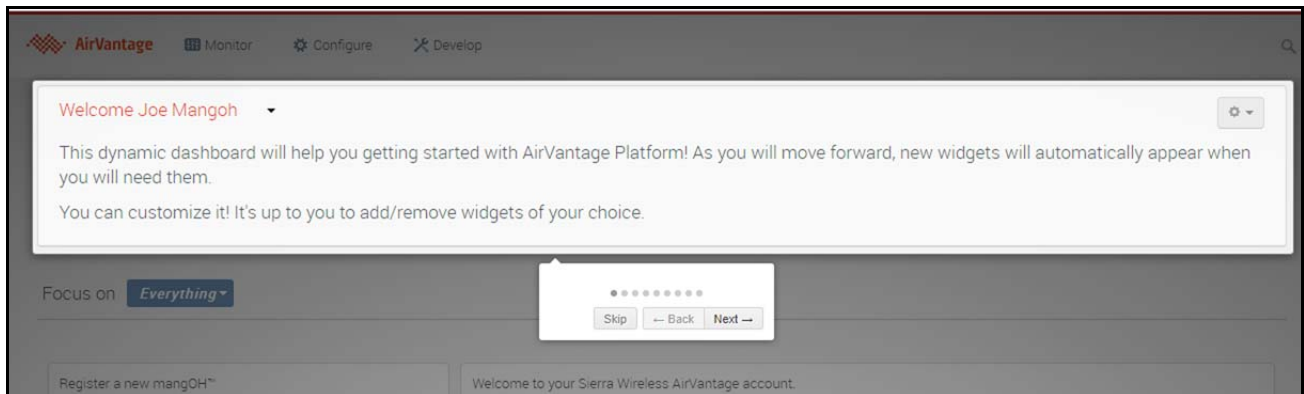 AirVantage Monitor Configure Develop
Welcome Joe Mangoh
This dynamic dashboard will help you getting started with AirVantage Platform! As you will move forward, new widgets will automatically appear when
you will need them.
You can customize it! It's up to you to add/remove widgets of your choice.
Focus on Everything
Skip ← Back Next →
Register a new mangOH™ Welcome to your Sierra Wireless AirVantage account.